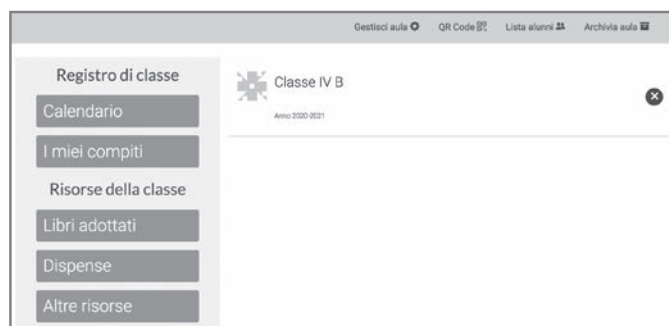 Gestisci aula
QR Code
Lista alunni
Archivia aula
Registro di classe
Calendario
I miei compiti
Risorse della classe
Libri adottati
Dispense
Altre risorse
Classe IV B
Anno 2020-2021